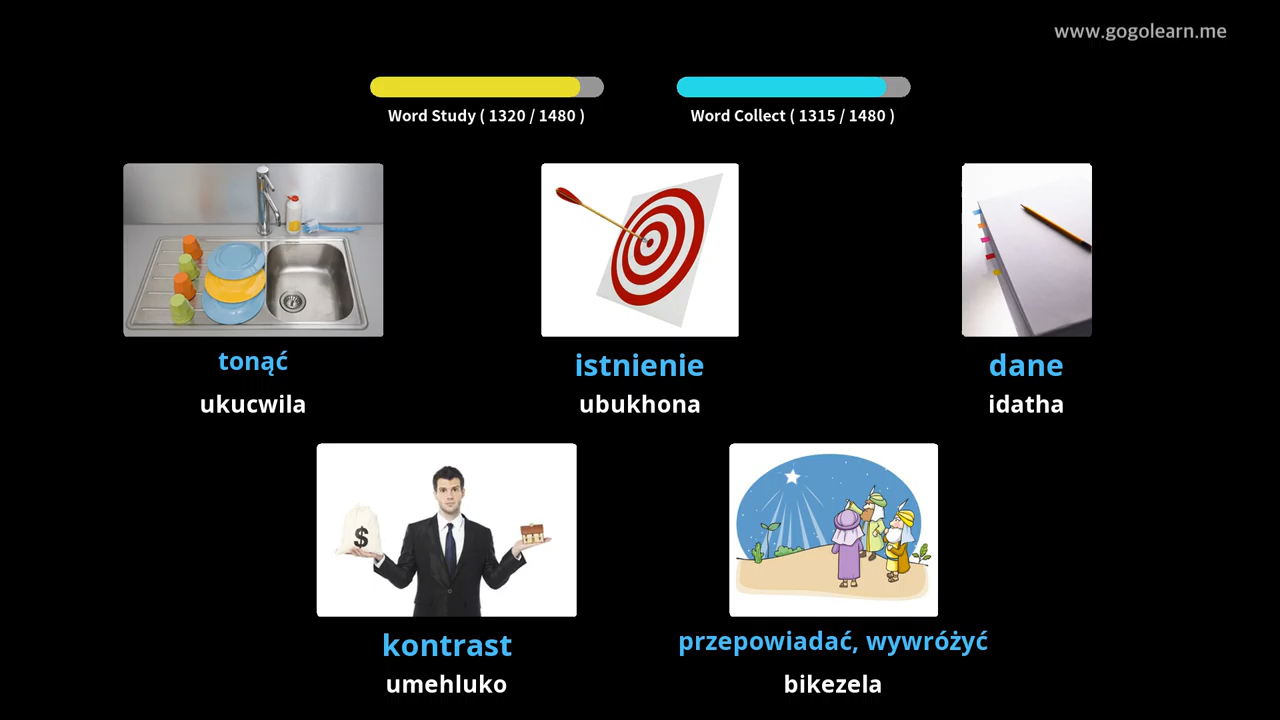 www.gogolearn.me
Word Study ( 1320 / 1480 )
Word Collect ( 1315 / 1480 )
tonąć
istnienie
dane
ukucwila
ubukhona
idatha
$
kontrast
przepowiadać, wywróżyć
umehluko
bikezela